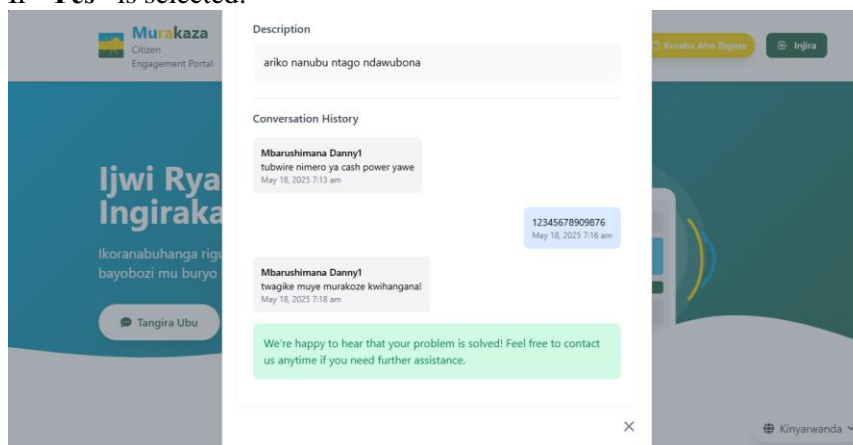 Murakaza
Citizen
Engagement Portal
Kureba Aho Bigeze
Injira
Ijwi Rya
Ingiraka
Ikoranabuhanga rigu
bayobozi mu buryo
Tangira Ubu
Description
ariko nanubu ntago ndawubona
Conversation History
Mbarushimana Danny1
tubwire nimero ya cash power yawe
May 18, 2025 7:13 am
12345678909876
May 18, 2025 7:16 am
Mbarushimana Danny1
twagike muye murakoze kwihangana!
May 18, 2025 7:18 am
We're happy to hear that your problem is solved! Feel free to contact
us anytime if you need further assistance.
Kinyarwanda